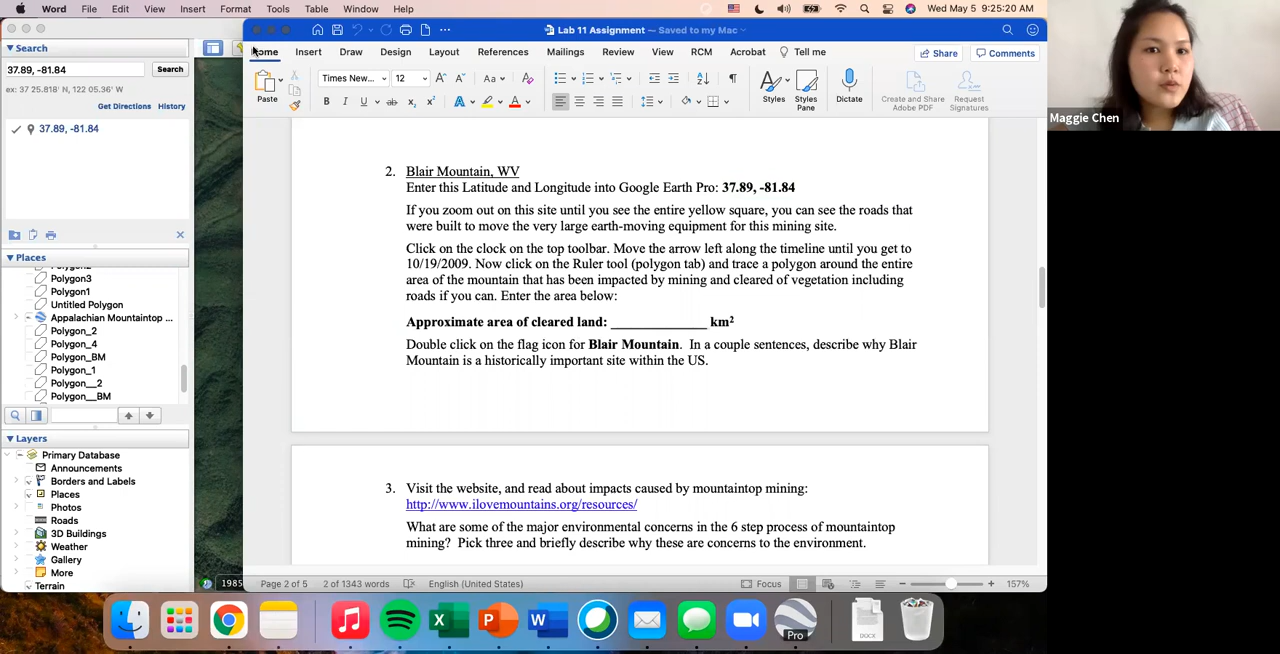 Word File Edit View Insert Format Tools Table Window Help
Wed May 5 9:25:20 AM
Search
37.89, -81.84
Search
ex: 37 25.818' N, 122 05.36' W
Get Directions History
37.89, -81.84
Places
Polygon3
Polygon1
Untitled Polygon
Appalachian Mountaintop ...
Polygon_2
Polygon_4
Polygon_BM
Polygon_1
Polygon__2
Polygon__BM
Layers
Primary Database
Announcements
Borders and Labels
Places
Photos
Roads
3D Buildings
Weather
Gallery
More
Terrain
1985
Lab 11 Assignment — Saved to my Mac
Home Insert Draw Design Layout References Mailings Review View RCM Acrobat Tell me
Share Comments
Paste
Times New... 12
Styles
Styles Pane
Dictate
Create and Share Adobe PDF
Request Signatures
2. Blair Mountain, WV
Enter this Latitude and Longitude into Google Earth Pro: 37.89, -81.84
If you zoom out on this site until you see the entire yellow square, you can see the roads that
were built to move the very large earth-moving equipment for this mining site.
Click on the clock on the top toolbar. Move the arrow left along the timeline until you get to
10/19/2009. Now click on the Ruler tool (polygon tab) and trace a polygon around the entire
area of the mountain that has been impacted by mining and cleared of vegetation including
roads if you can. Enter the area below:
Approximate area of cleared land: ______________ km²
Double click on the flag icon for Blair Mountain. In a couple sentences, describe why Blair
Mountain is a historically important site within the US.
3. Visit the website, and read about impacts caused by mountaintop mining:
http://www.ilovemountains.org/resources/
What are some of the major environmental concerns in the 6 step process of mountaintop
mining? Pick three and briefly describe why these are concerns to the environment.
Page 2 of 5 2 of 1343 words English (United States)
Focus
157%
Maggie Chen
Pro
DOCX